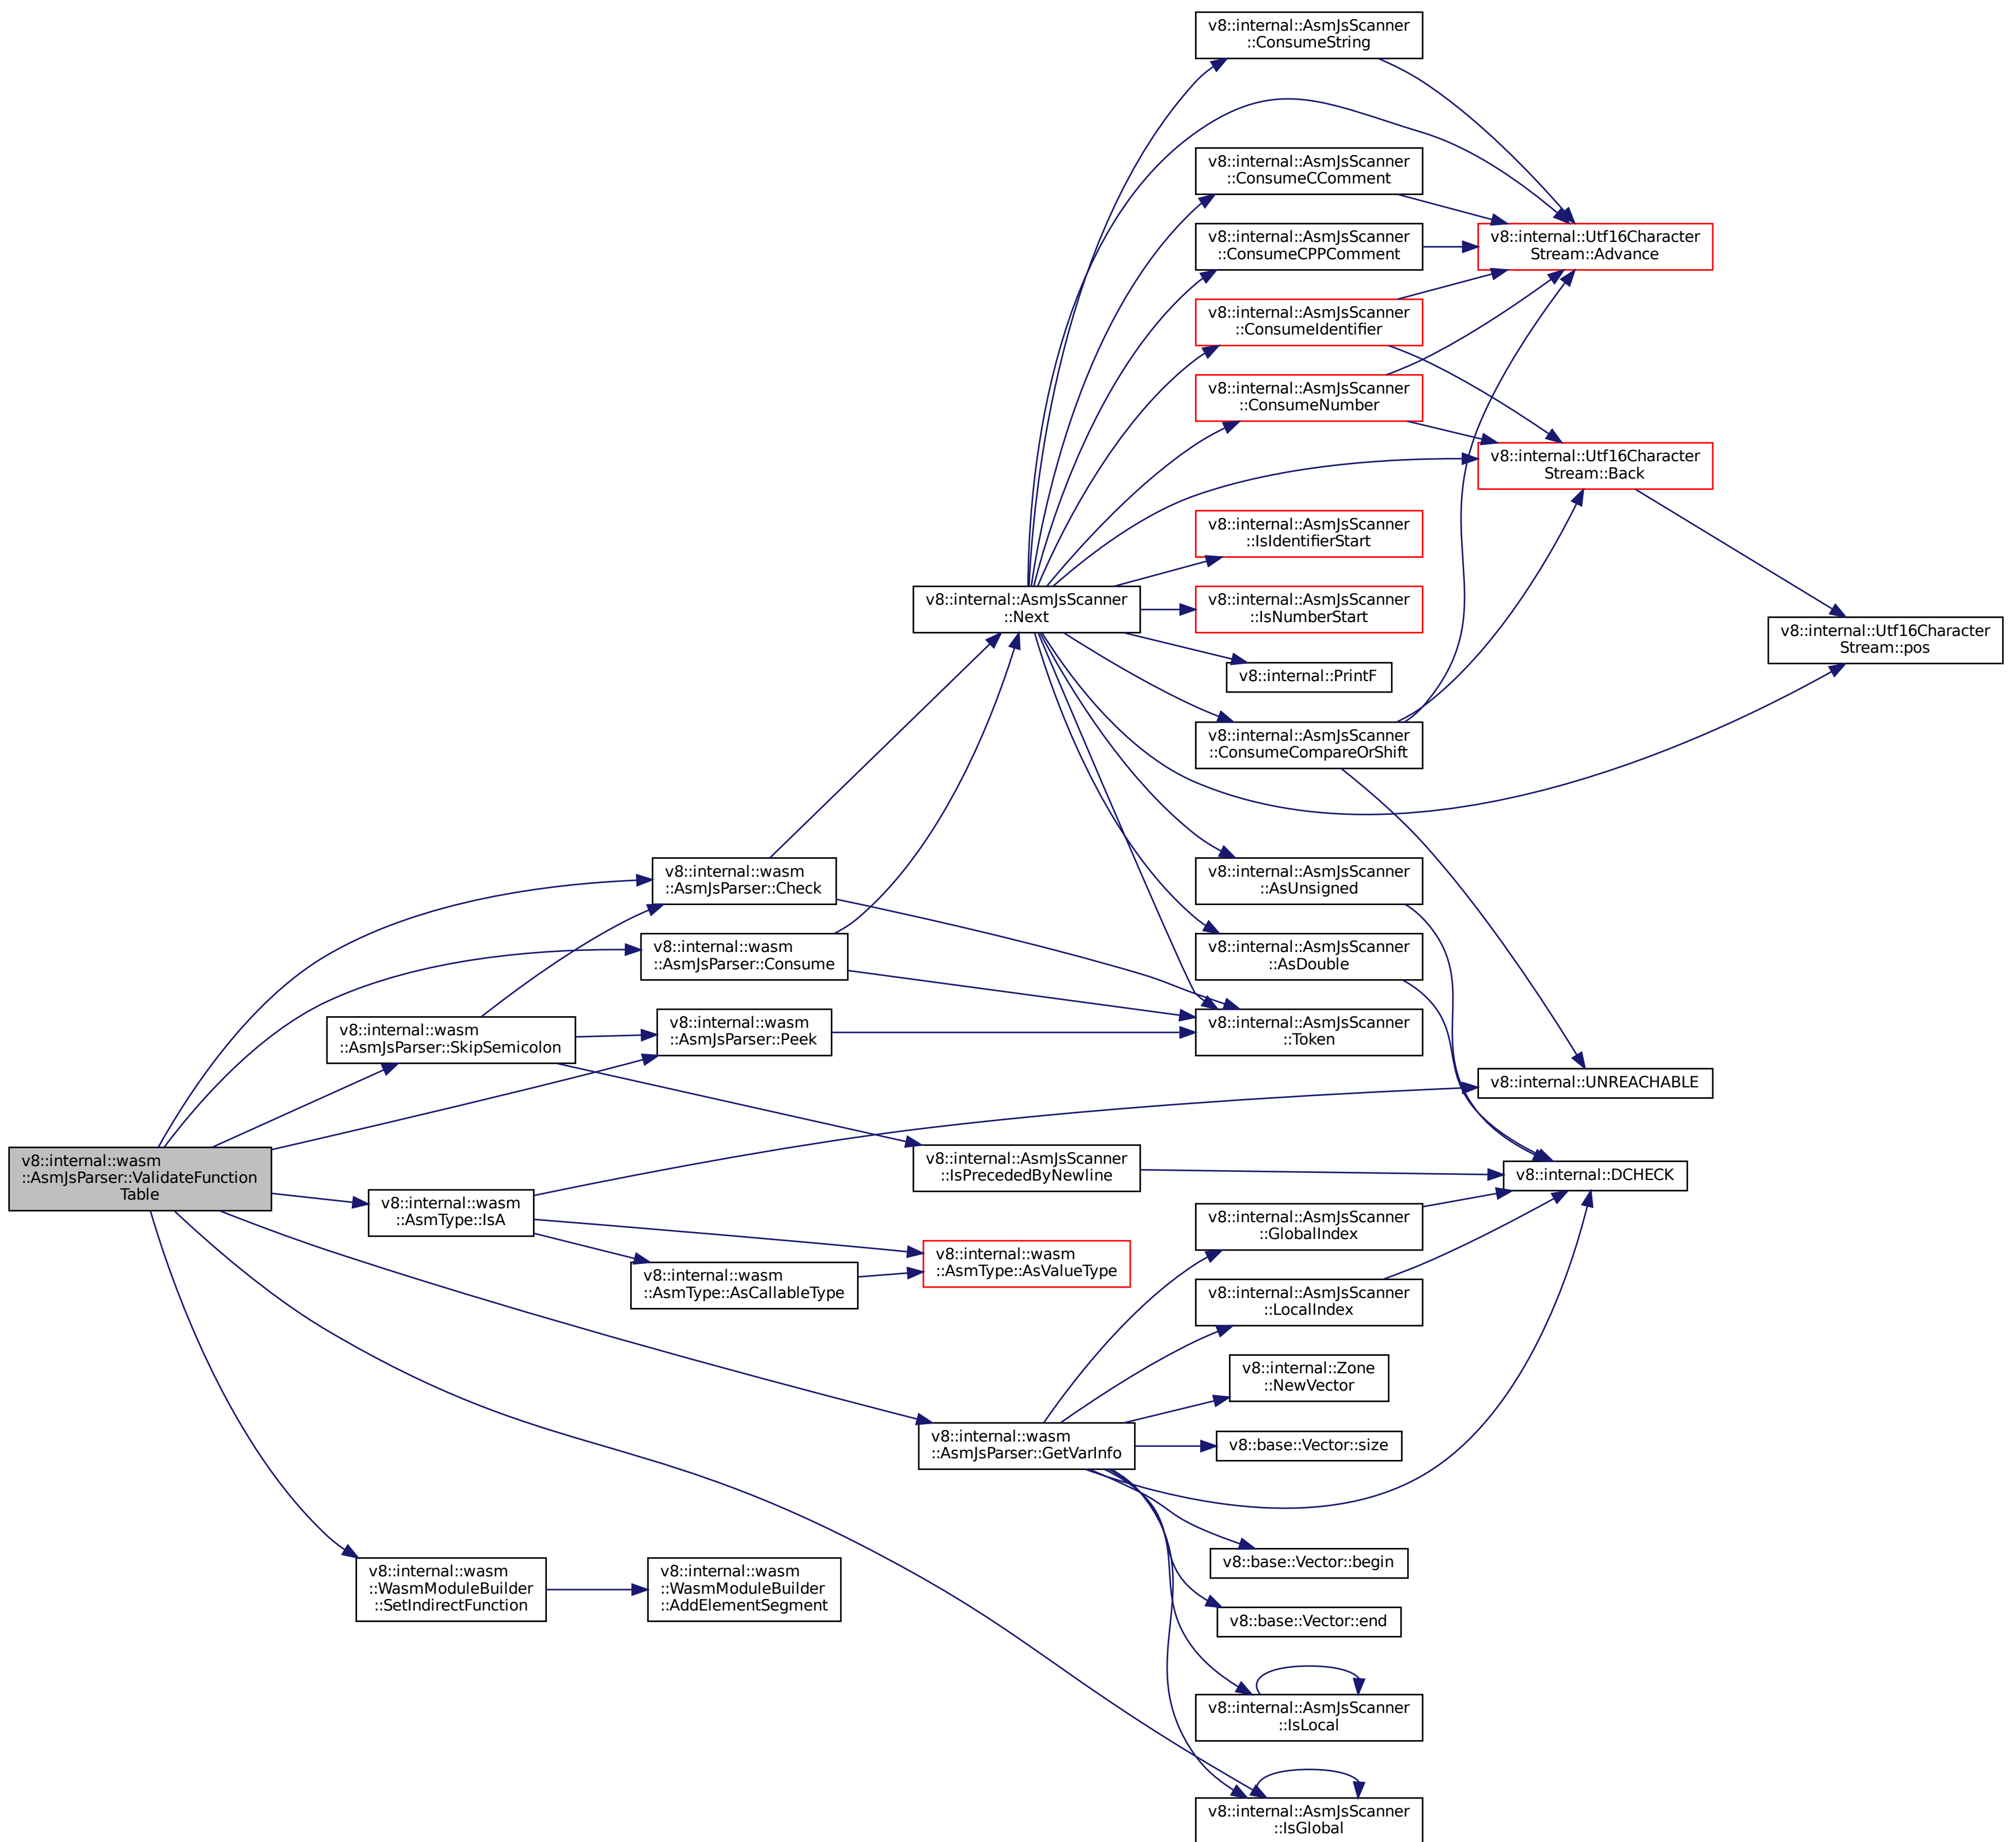 v8::internal::AsmJsScanner
::ConsumeString
v8::internal::AsmJsScanner
::ConsumeCComment
v8::internal::AsmJsScanner
::ConsumeCPPComment
v8::internal::Utf16Character
Stream::Advance
v8::internal::AsmJsScanner
::ConsumeIdentifier
v8::internal::AsmJsScanner
::ConsumeNumber
v8::internal::Utf16Character
Stream::Back
v8::internal::AsmJsScanner
::IsIdentifierStart
v8::internal::AsmJsScanner
::Next
v8::internal::AsmJsScanner
::IsNumberStart
v8::internal::Utf16Character
Stream::pos
v8::internal::PrintF
v8::internal::AsmJsScanner
::ConsumeCompareOrShift
v8::internal::wasm
::AsmJsParser::Check
v8::internal::AsmJsScanner
::AsUnsigned
v8::internal::wasm
::AsmJsParser::Consume
v8::internal::AsmJsScanner
::AsDouble
v8::internal::wasm
::AsmJsParser::SkipSemicolon
v8::internal::wasm
::AsmJsParser::Peek
v8::internal::AsmJsScanner
::Token
v8::internal::UNREACHABLE
v8::internal::wasm
::AsmJsParser::ValidateFunction
Table
v8::internal::AsmJsScanner
::IsPrecededByNewline
v8::internal::DCHECK
v8::internal::wasm
::AsmType::IsA
v8::internal::AsmJsScanner
::GlobalIndex
v8::internal::wasm
::AsmType::AsValueType
v8::internal::wasm
::AsmType::AsCallableType
v8::internal::AsmJsScanner
::LocalIndex
v8::internal::Zone
::NewVector
v8::internal::wasm
::AsmJsParser::GetVarInfo
v8::base::Vector::size
v8::base::Vector::begin
v8::internal::wasm
::WasmModuleBuilder
::SetIndirectFunction
v8::internal::wasm
::WasmModuleBuilder
::AddElementSegment
v8::base::Vector::end
v8::internal::AsmJsScanner
::IsLocal
v8::internal::AsmJsScanner
::IsGlobal